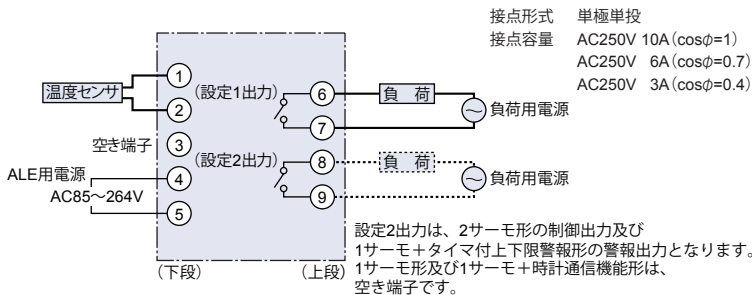 接点形式 単極単投
接点容量 AC250V 10A(cosφ=1)
AC250V 6A(cosφ=0.7)
AC250V 3A(cosφ=0.4)
温度センサ
1
2
空き端子 3
ALE用電源 4
AC85～264V
5
(設定1出力) 6
7
(設定2出力) 8
9
負 荷
負荷用電源
負 荷
負荷用電源
(下段) (上段)
設定2出力は、2サーモ形の制御出力及び
1サーモ+タイマ付上下限警報形の警報出力となります。
1サーモ形及び1サーモ+時計通信機能形は、
空き端子です。